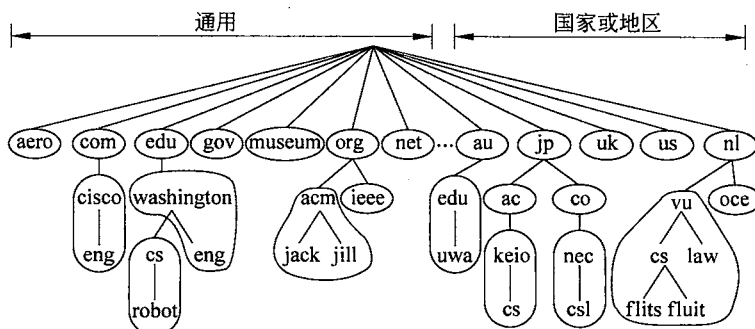 通用 国家或地区
aero com edu gov museum org net ... au jp uk us nl
cisco washington acm ieee edu ac co vu oce
eng cs eng jack jill uwa keio nec cs law
robot cs csl flits fluit